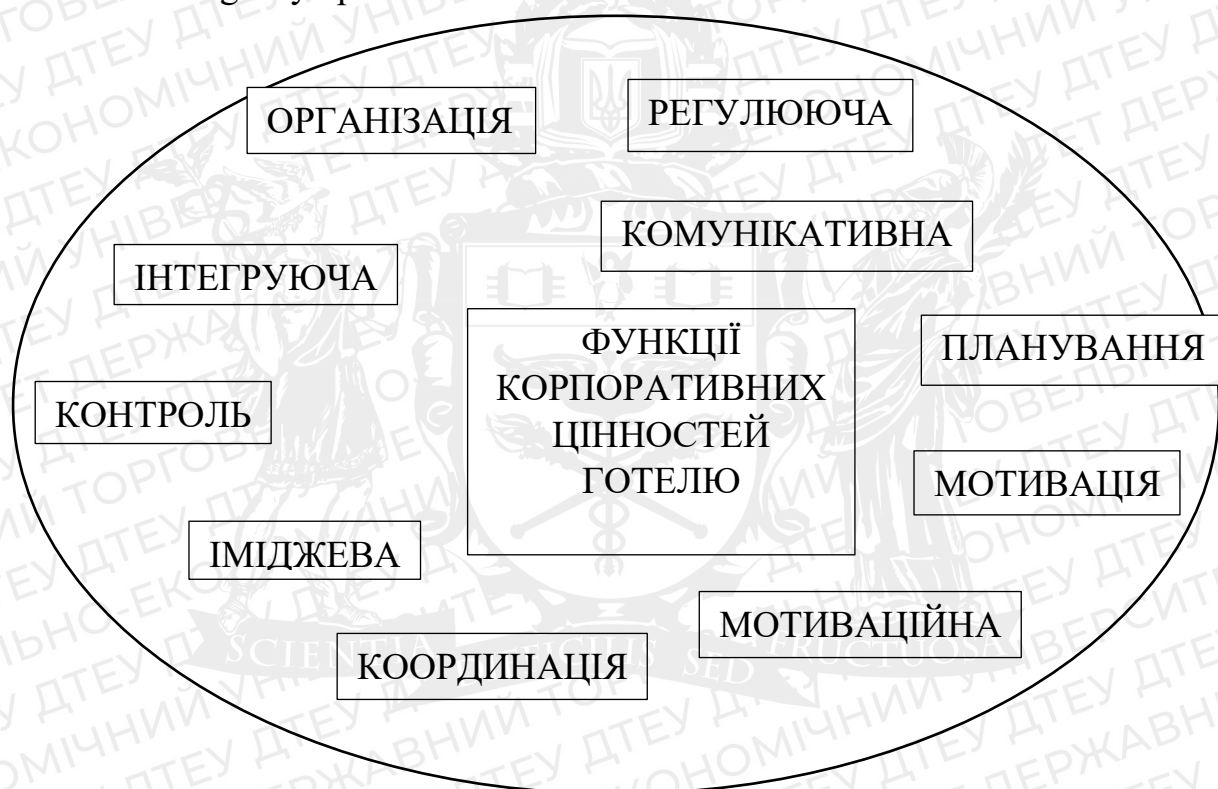 ОРГАНІЗАЦІЯ
РЕГУЛЮЮЧА
КОМУНІКАТИВНА
ІНТЕГРУЮЧА
ФУНКЦІЇ
КОРПОРАТИВНИХ
ЦІННОСТЕЙ
ГОТЕЛЮ
ПЛАНУВАННЯ
КОНТРОЛЬ
МОТИВАЦІЯ
ІМІДЖЕВА
МОТИВАЦІЙНА
КООРДИНАЦІЯ